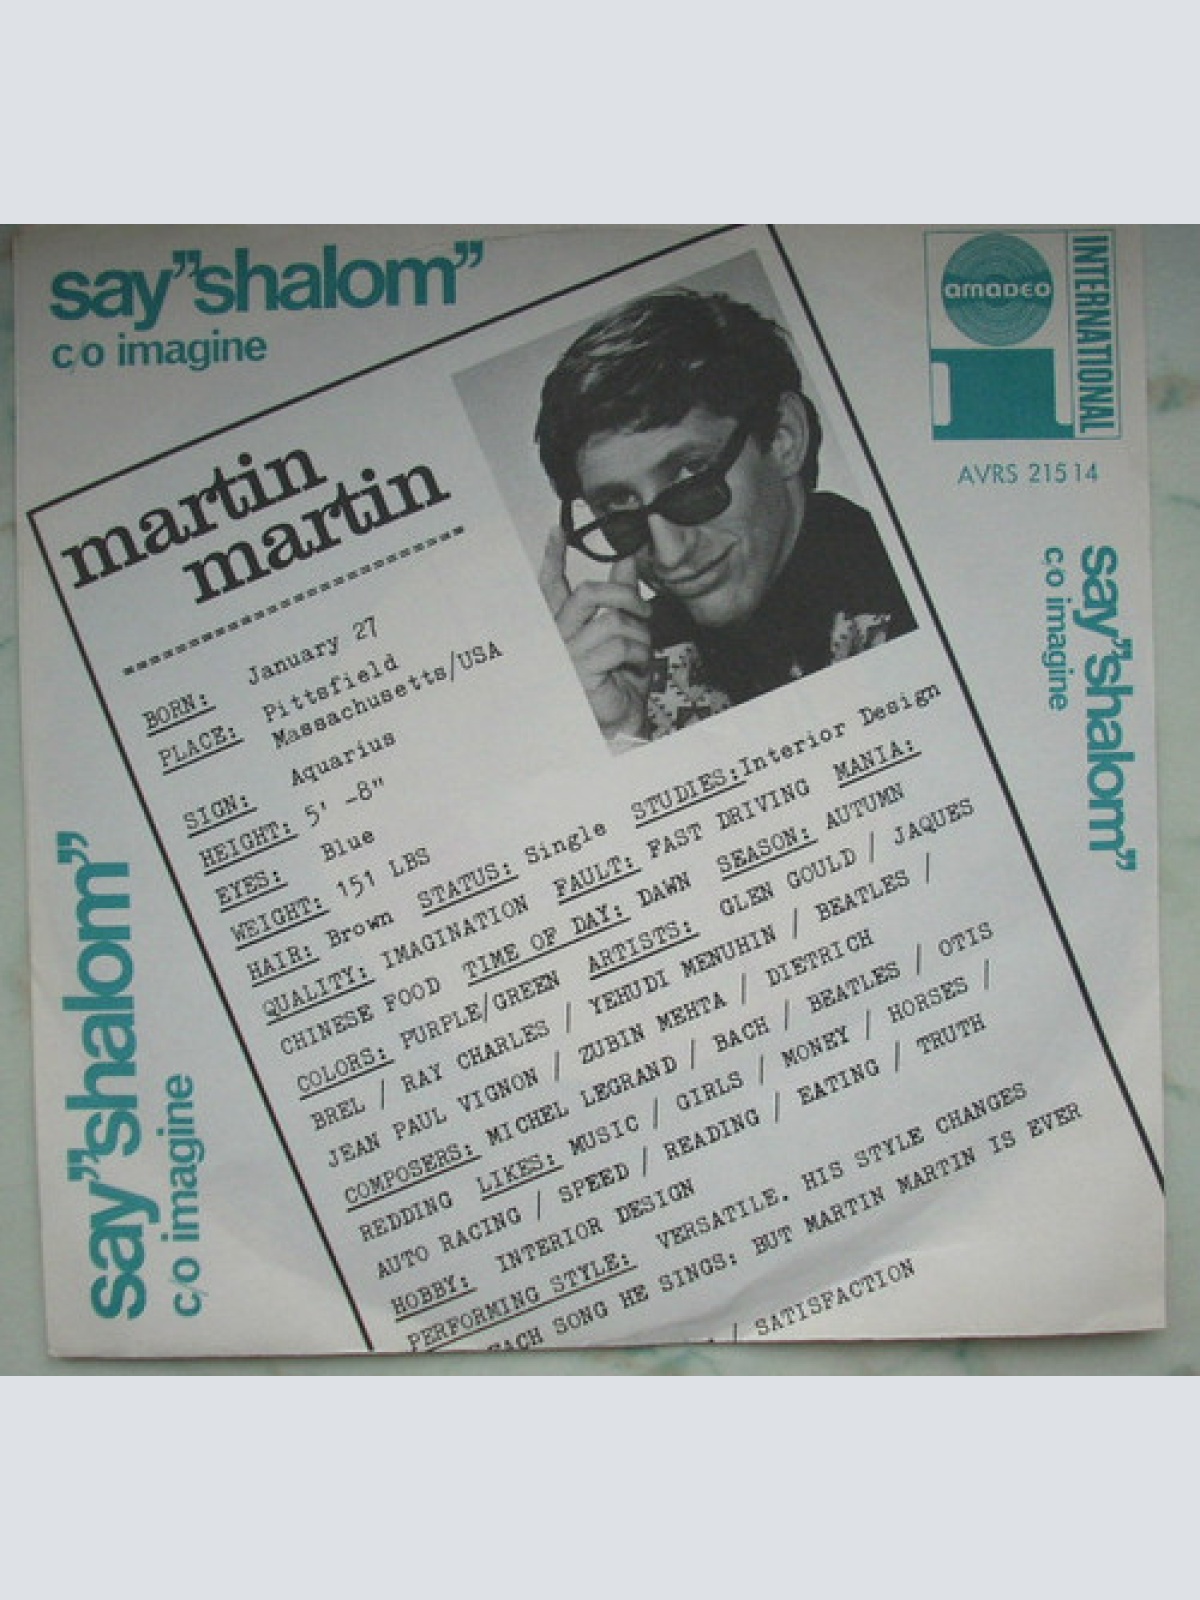 say”shalom”
c/o imagine
amadeo
INTERNATIONAL
AVRS 21514
say”shalom”
c/o imagine
say”shalom”
c/o imagine
martin
martin
BORN: January 27
PLACE: Pittsfield
Massachusetts/USA
SIGN: Aquarius
HEIGHT: 5' -8"
EYES: Blue
WEIGHT: 151 LBS
HAIR: Brown STATUS: Single STUDIES:Interior Design
QUALITY: IMAGINATION FAULT: FAST DRIVING MANIA:
CHINESE FOOD TIME OF DAY: DAWN SEASON: AUTUMN
COLORS: PURPLE/GREEN ARTISTS: GLEN GOULD / JAQUES
BREL / RAY CHARLES / YEHUDI MENUHIN / BEATLES /
JEAN PAUL VIGNON / ZUBIN MEHTA / DIETRICH
COMPOSERS: MICHEL LEGRAND / BACH / BEATLES / OTIS
REDDING LIKES: MUSIC / GIRLS / MONEY / HORSES /
AUTO RACING / SPEED / READING / EATING / TRUTH
HOBBY: INTERIOR DESIGN
PERFORMING STYLE: VERSATILE. HIS STYLE CHANGES
EACH SONG HE SINGS: BUT MARTIN MARTIN IS EVER
/ SATISFACTION